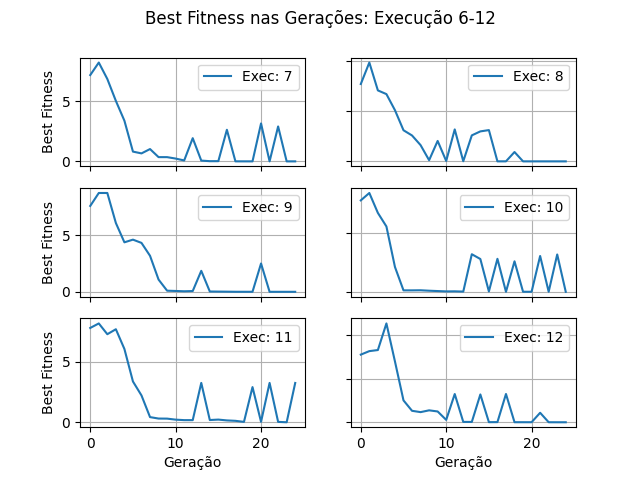 Best Fitness nas Gerações: Execução 6-12
Best Fitness
5
0
Exec: 7
Exec: 8
Best Fitness
5
0
Exec: 9
Exec: 10
Best Fitness
5
0
Exec: 11
Exec: 12
0 10 20
0 10 20
Geração
Geração